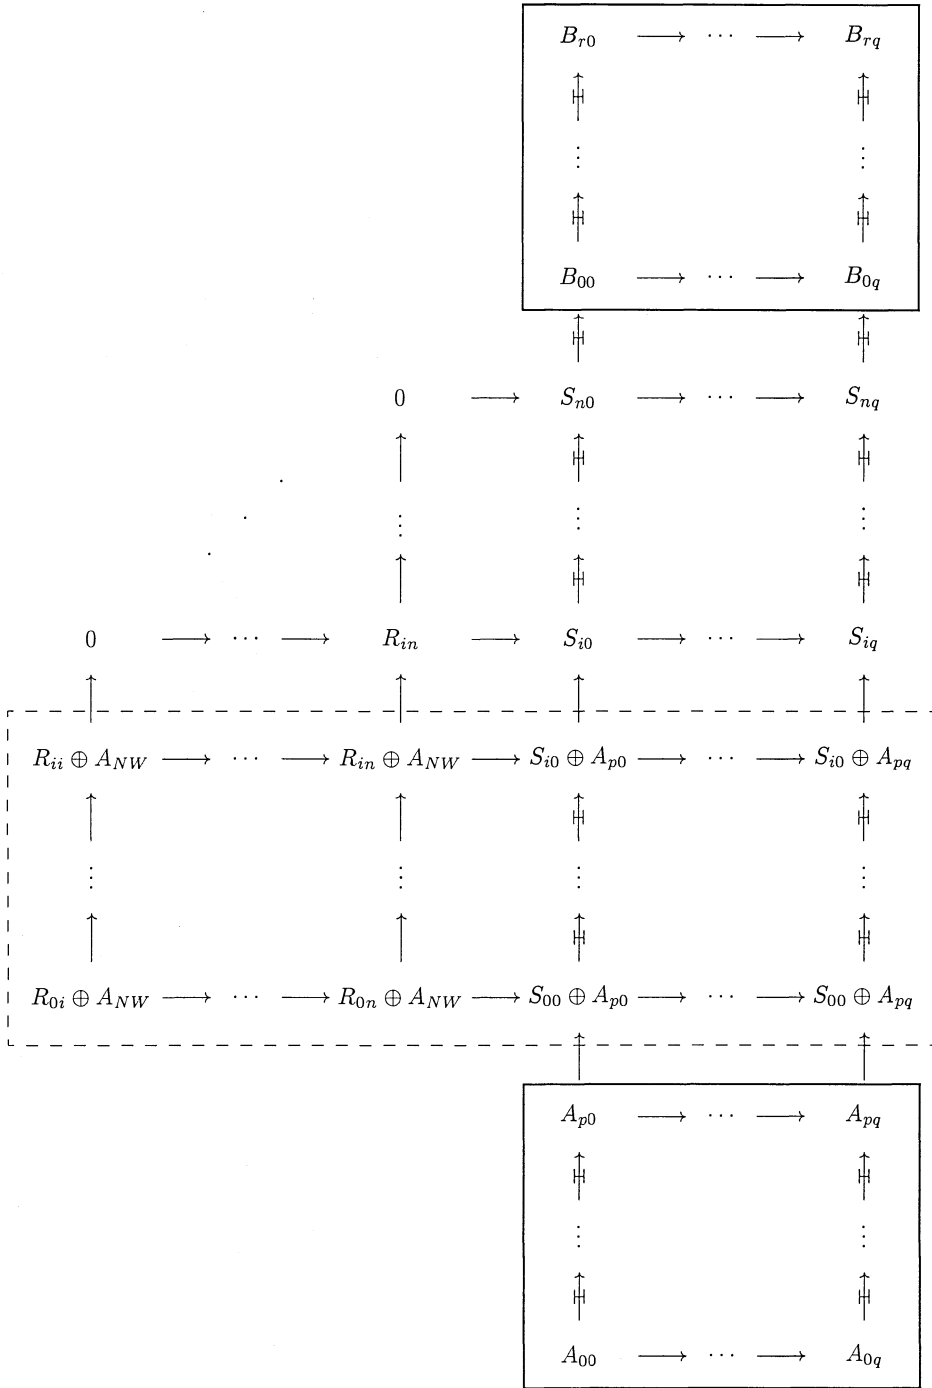 B_{r0} ⟶ ⋯ ⟶ B_{rq}
⋮ ⋮
B_{00} ⟶ ⋯ ⟶ B_{0q}
0 ⟶ S_{n0} ⟶ ⋯ ⟶ S_{nq}
⋮ ⋮ ⋮
0 ⟶ ⋯ ⟶ R_{in} ⟶ S_{i0} ⟶ ⋯ ⟶ S_{iq}
R_{ii} ⊕ A_{NW} ⟶ ⋯ ⟶ R_{in} ⊕ A_{NW} ⟶ S_{i0} ⊕ A_{p0} ⟶ ⋯ ⟶ S_{i0} ⊕ A_{pq}
⋮ ⋮ ⋮ ⋮
R_{0i} ⊕ A_{NW} ⟶ ⋯ ⟶ R_{0n} ⊕ A_{NW} ⟶ S_{00} ⊕ A_{p0} ⟶ ⋯ ⟶ S_{00} ⊕ A_{pq}
A_{p0} ⟶ ⋯ ⟶ A_{pq}
⋮ ⋮
A_{00} ⟶ ⋯ ⟶ A_{0q}